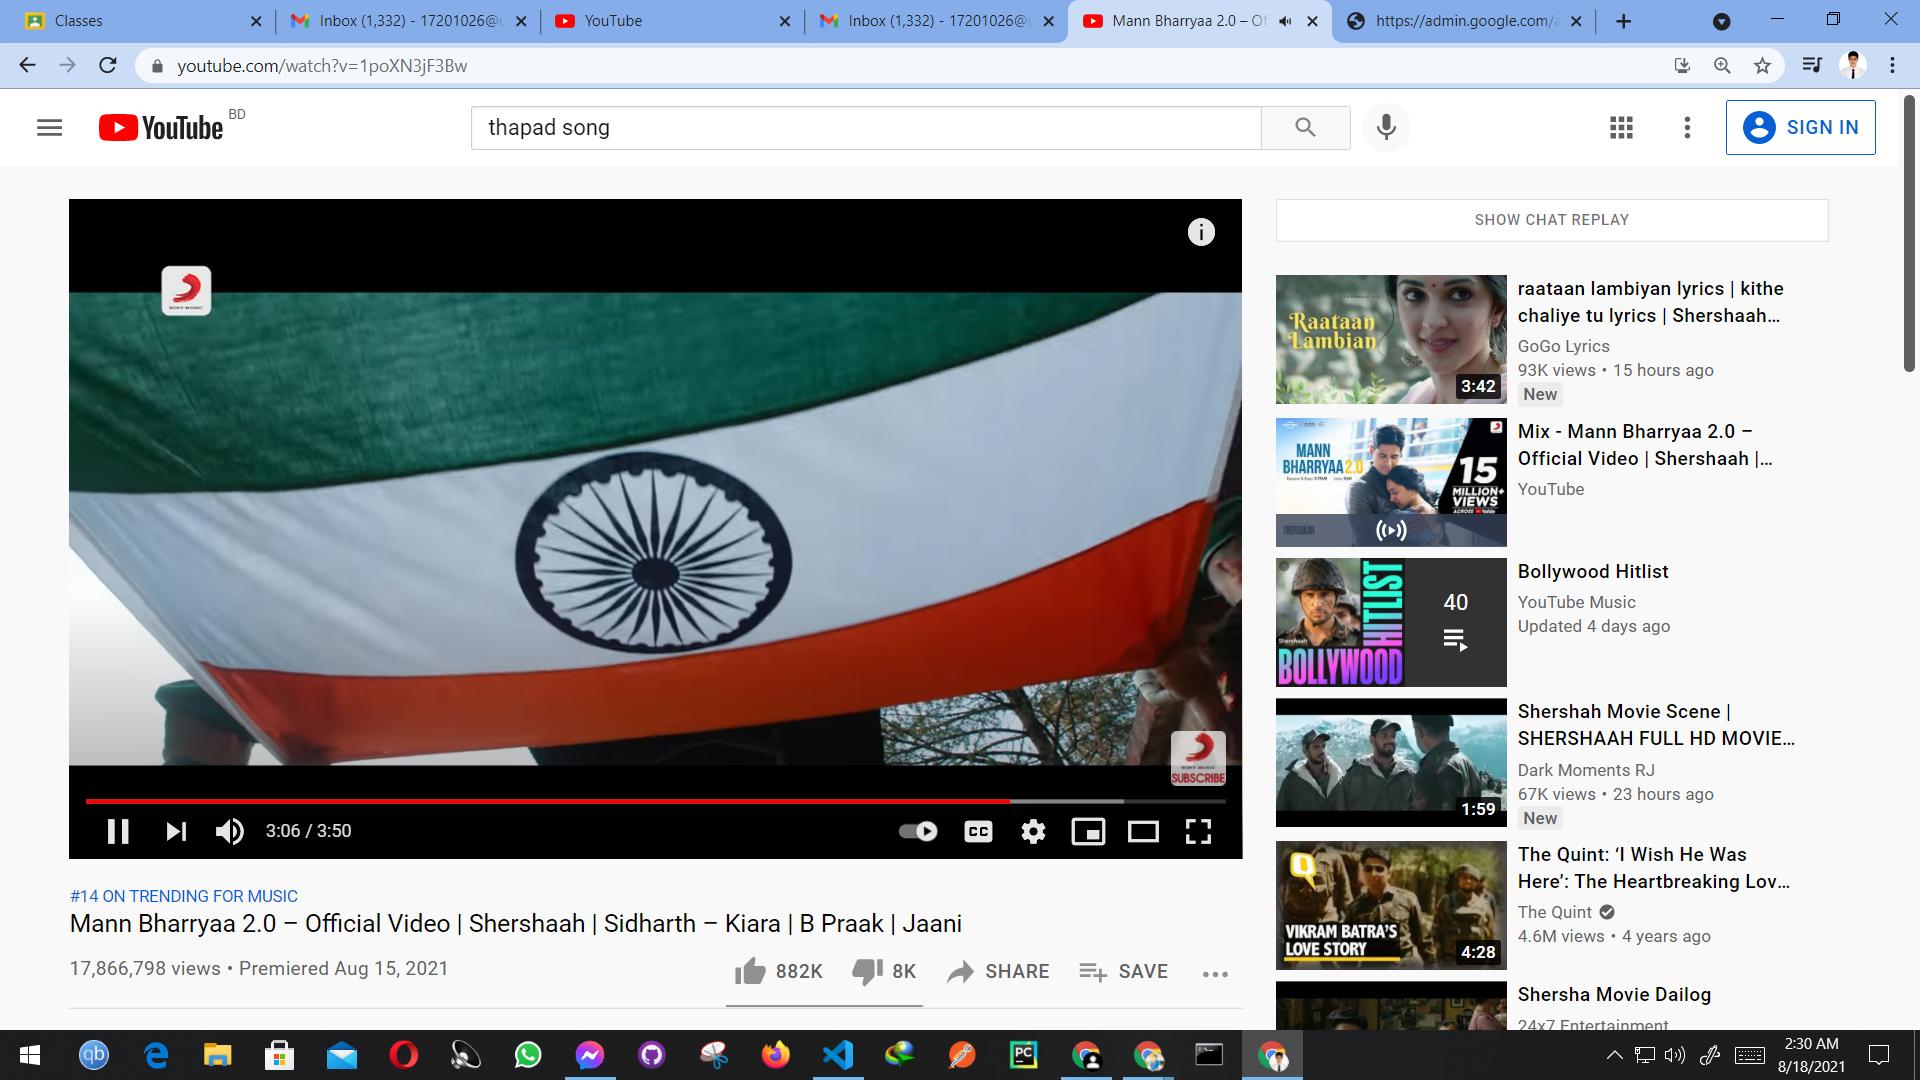 Classes
Inbox (1,332) - 17201026@u
YouTube
Inbox (1,332) - 17201026@u
Mann Bharryaa 2.0 – Of
https://admin.google.com/a
youtube.com/watch?v=1poXN3jF3Bw
YouTube BD
thapad song
SIGN IN
SONY MUSIC
SONY MUSIC
SUBSCRIBE
3:06 / 3:50
CC
#14 ON TRENDING FOR MUSIC
Mann Bharryaa 2.0 – Official Video | Shershaah | Sidharth – Kiara | B Praak | Jaani
17,866,798 views • Premiered Aug 15, 2021
882K
8K
SHARE
SAVE
SHOW CHAT REPLAY
Raataan
Lambian
3:42
raataan lambiyan lyrics | kithe
chaliye tu lyrics | Shershaah...
GoGo Lyrics
93K views • 15 hours ago
New
MANN
BHARRYAA 2.0
15
MILLION+
VIEWS
Mix - Mann Bharryaa 2.0 –
Official Video | Shershaah |...
YouTube
Shershaah
HITLIST
BOLLYWOOD
40
Bollywood Hitlist
YouTube Music
Updated 4 days ago
1:59
Shershah Movie Scene |
SHERSHAAH FULL HD MOVIE...
Dark Moments RJ
67K views • 23 hours ago
New
VIKRAM BATRA'S
LOVE STORY
4:28
The Quint: ‘I Wish He Was
Here’: The Heartbreaking Lov...
The Quint
4.6M views • 4 years ago
Shersha Movie Dailog
24x7 Entertainment
qb
PC
2:30 AM
8/18/2021